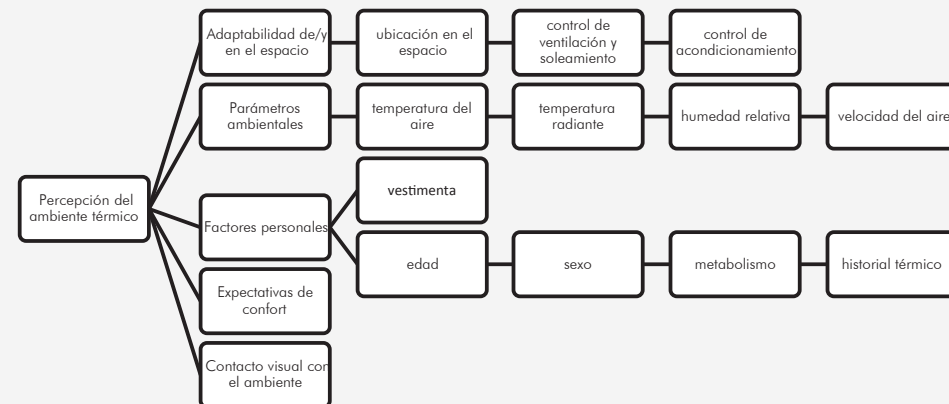 Percepción del
ambiente térmico
Adaptabilidad de/y
en el espacio
ubicación en el
espacio
control de
ventilación y
soleamiento
control de
acondicionamiento
Parámetros
ambientales
temperatura del
aire
temperatura
radiante
humedad relativa
velocidad del aire
Factores personales
vestimenta
edad
sexo
metabolismo
historial térmico
Expectativas de
confort
Contacto visual con
el ambiente